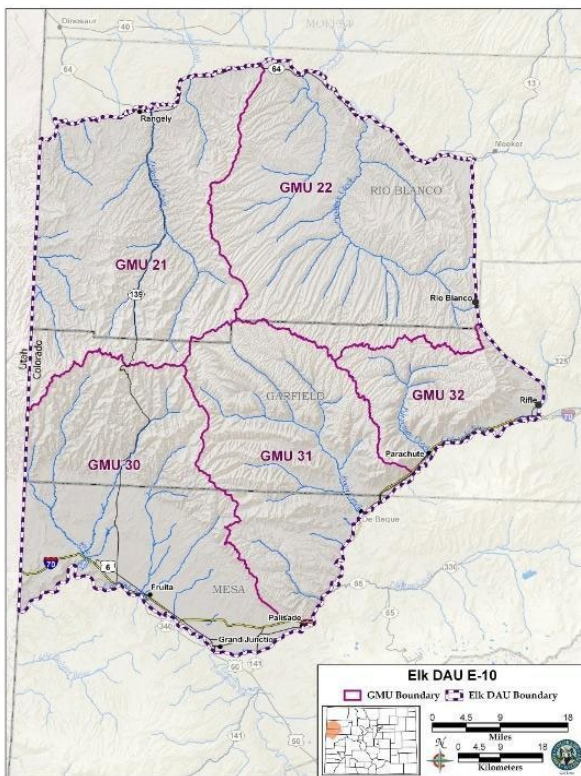 Dinosaur
40
MOFFAT
64
64
13
Rangely
Meeker
GMU 22
RIO BLANCO
GMU 21
139
Rio Blanco
Utah
Colorado
GARFIELD
GMU 32
325
Rifle
70
GMU 30
GMU 31
Parachute
De Beque
70
6
Fruita
MESA
330
65
65
Palisade
340
Grand Junction
50
141
141
50
Elk DAU E-10
GMU Boundary
Elk DAU Boundary
0 4.5 9 18
Miles
N
0 4.5 9 18
Kilometers